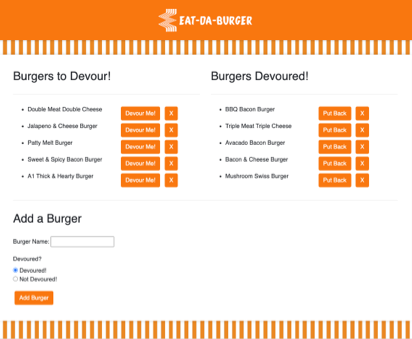 EAT-DA-BURGER
Burgers to Devour!
Double Meat Double Cheese Devour Me! X
Jalapeno & Cheese Burger Devour Me! X
Patty Melt Burger Devour Me! X
Sweet & Spicy Bacon Burger Devour Me! X
A1 Thick & Hearty Burger Devour Me! X
Burgers Devoured!
BBQ Bacon Burger Put Back X
Triple Meat Triple Cheese Put Back X
Avacado Bacon Burger Put Back X
Bacon & Cheese Burger Put Back X
Mushroom Swiss Burger Put Back X
Add a Burger
Burger Name:
Devoured?
Devoured!
Not Devoured!
Add Burger